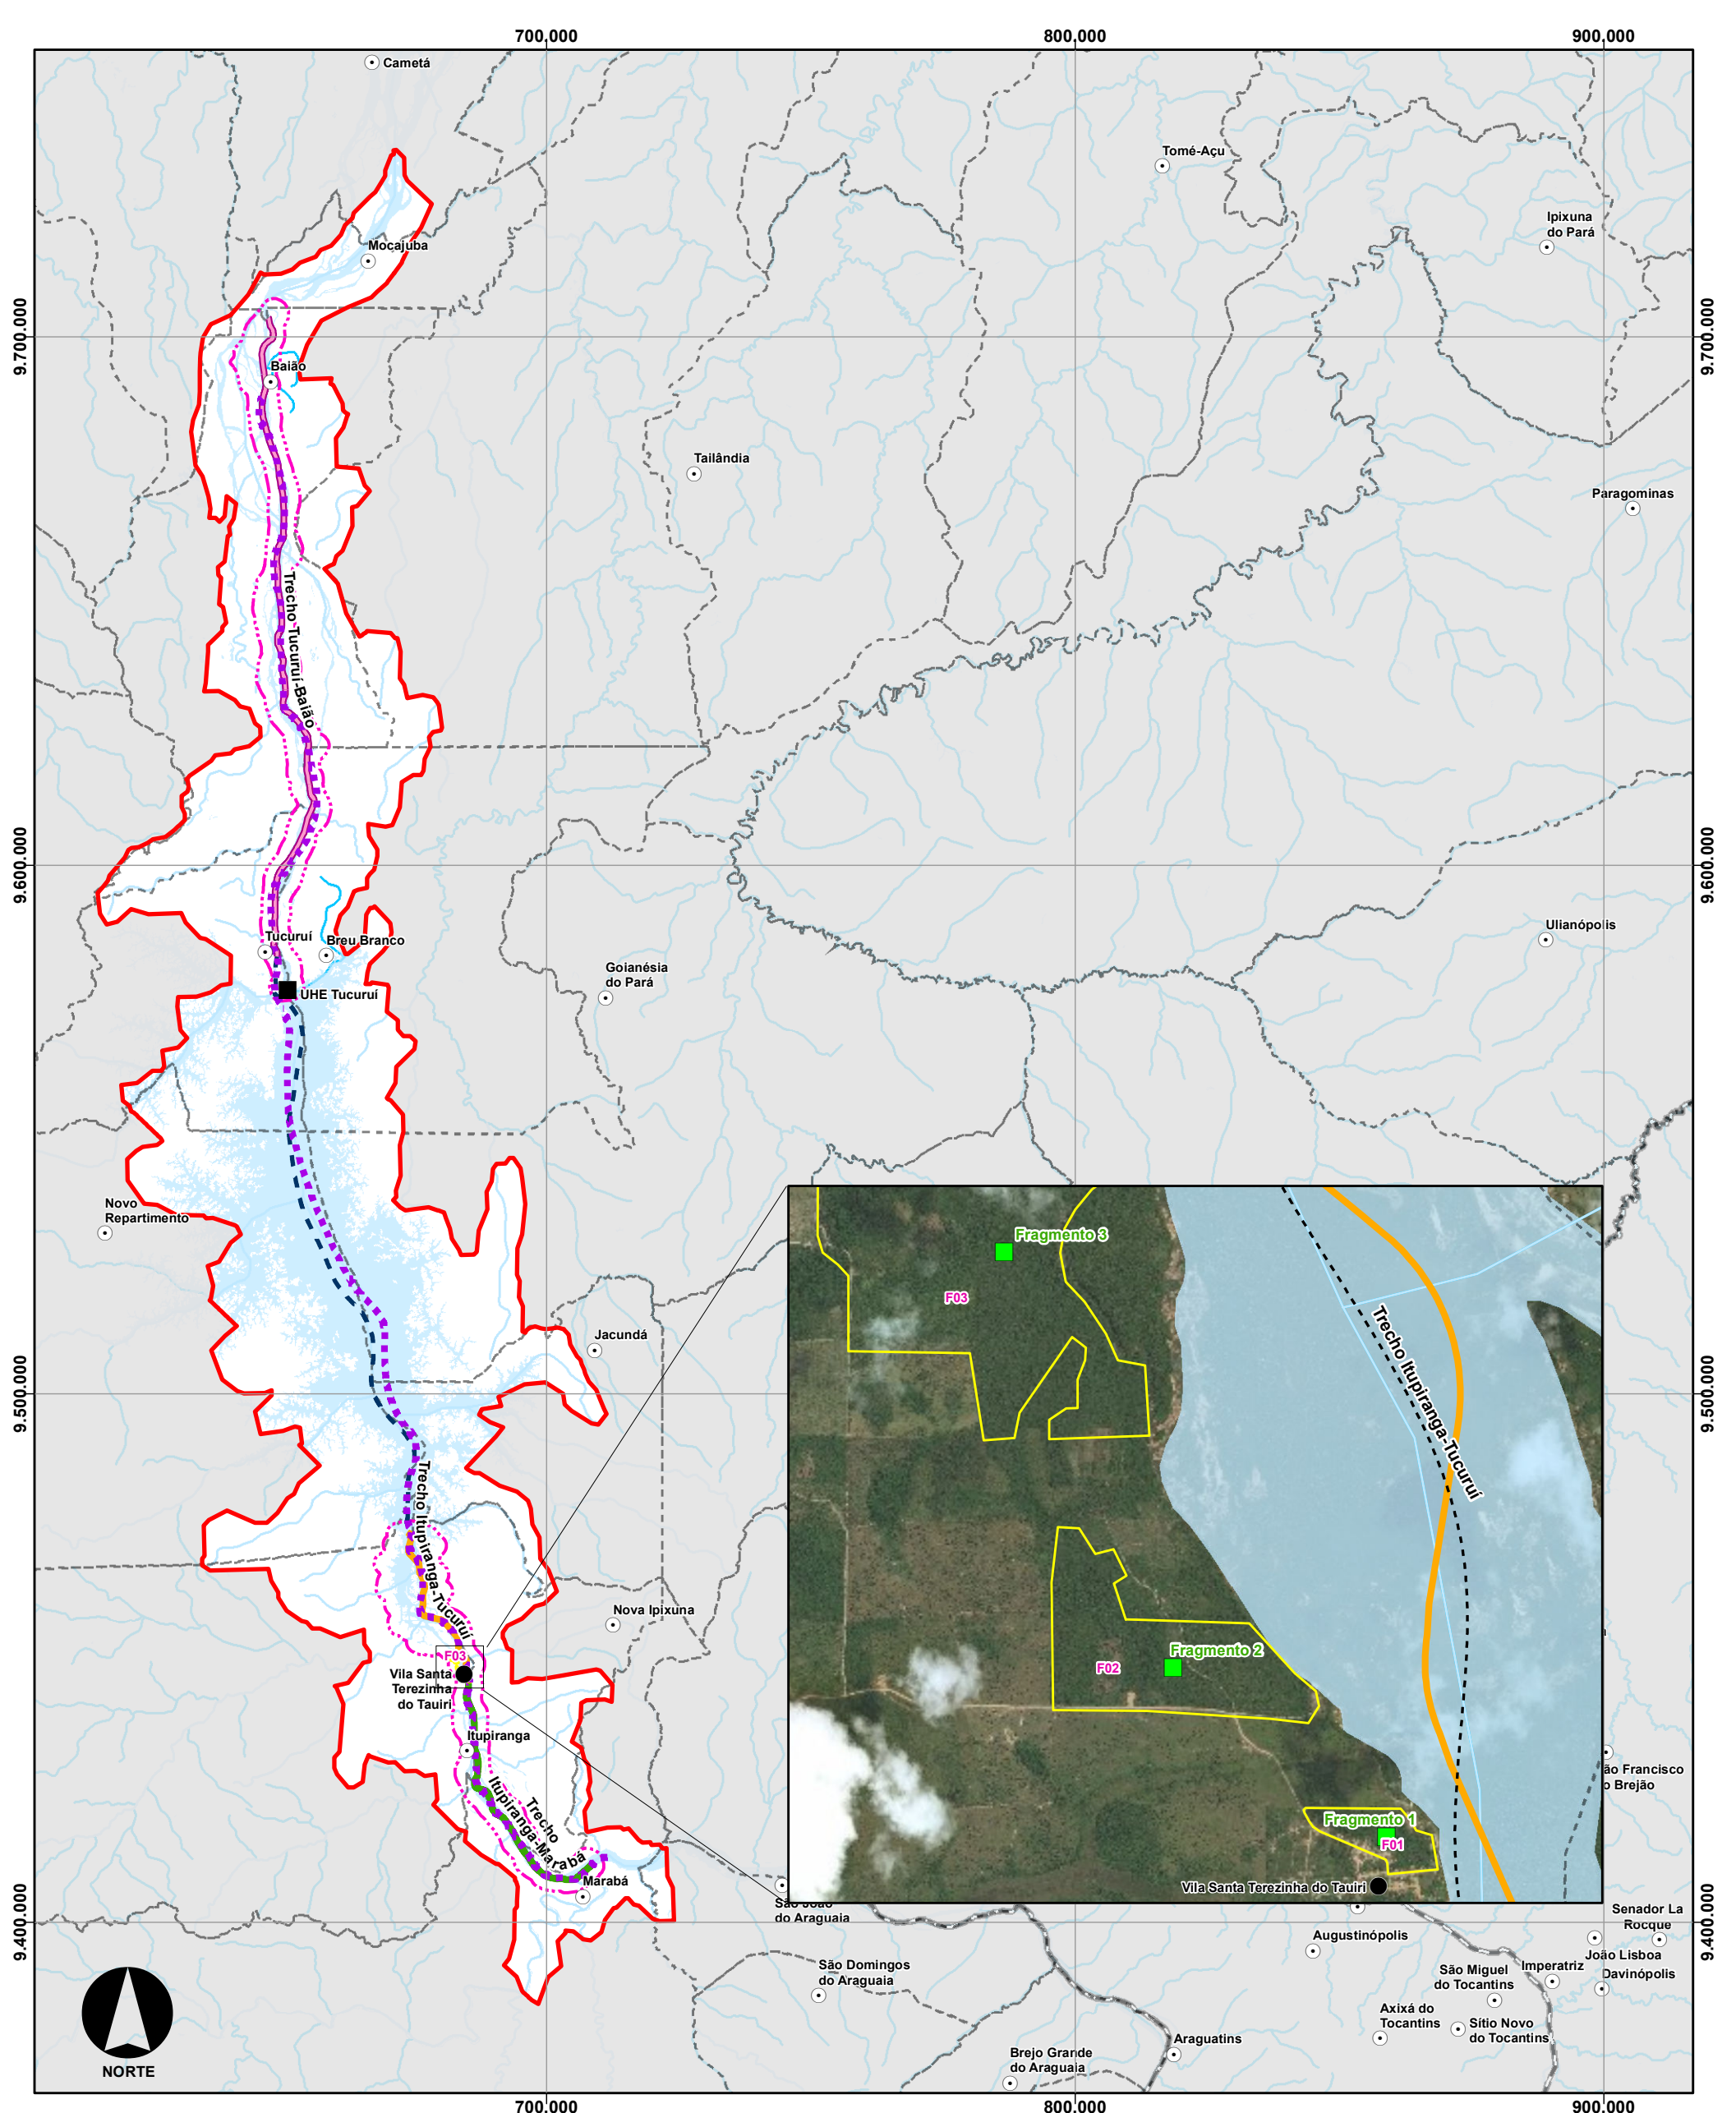 700.000
800.000
900.000
Cametá
Tomé-Açu
Ipixuna
do Pará
Moçajuba
9.700.000
9.700.000
Baião
Tailândia
Paragominas
Trecho Tucuruí-Baião
9.600.000
9.600.000
Tucuruí
Breu Branco
Ulianópolis
UHE Tucuruí
Goianésia
do Pará
Novo
Repartimento
Fragmento 3
F03
Jacundá
Trecho Itupiranga-Tucuruí
9.500.000
9.500.000
Trecho Itupiranga-Tucuruí
Nova Ipixuna
F03
Vila Santa
Terezinha
do Tauiri
Fragmento 2
F02
Itupiranga
ão Francisco
o Brejão
Trecho
Itupiranga-Marabá
Fragmento 1
F01
Marabá
Vila Santa Terezinha do Tauiri
São João
do Araguaia
9.400.000
9.400.000
Senador La
Rocque
Augustinópolis
João Lisboa
São Domingos
do Araguaia
São Miguel
do Tocantins
Imperatriz
Davinópolis
Axixá do
Tocantins
Sítio Novo
do Tocantins
Araguatins
Brejo Grande
do Araguaia
NORTE
700.000
800.000
900.000